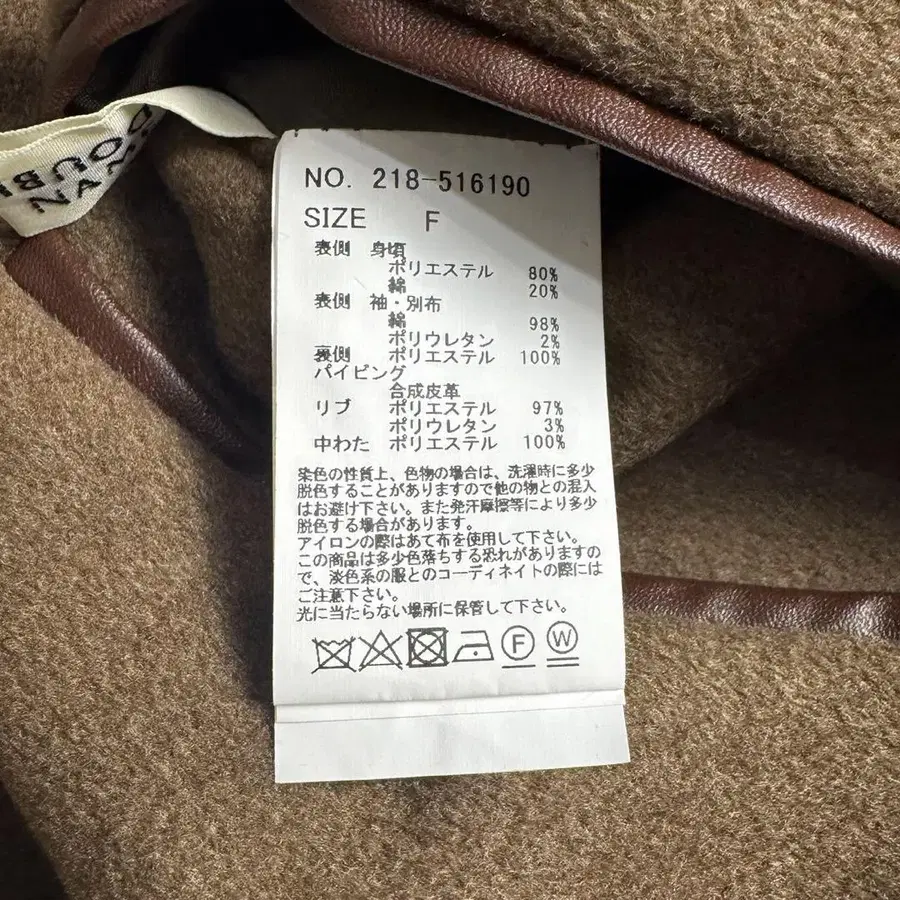 DOUB
NAN
NO. 218-516190
SIZE F
表側 身頃
ポリエステル 80%
綿 20%
表側 袖・別布
綿 98%
ポリウレタン 2%
裏側 ポリエステル 100%
パイピング
合成皮革
リブ ポリエステル 97%
ポリウレタン 3%
中わた ポリエステル 100%
染色の性質上、色物の場合は、洗濯時に多少
脱色することがありますので他の物との混入
はお避け下さい。また発汗摩擦等により多少
脱色する場合があります。
アイロンの際はあて布を使用して下さい。
この商品は多少色落ちする恐れがありますの
で、淡色系の服とのコーディネイトの際には
ご注意下さい。
光に当たらない場所に保管して下さい。
F W